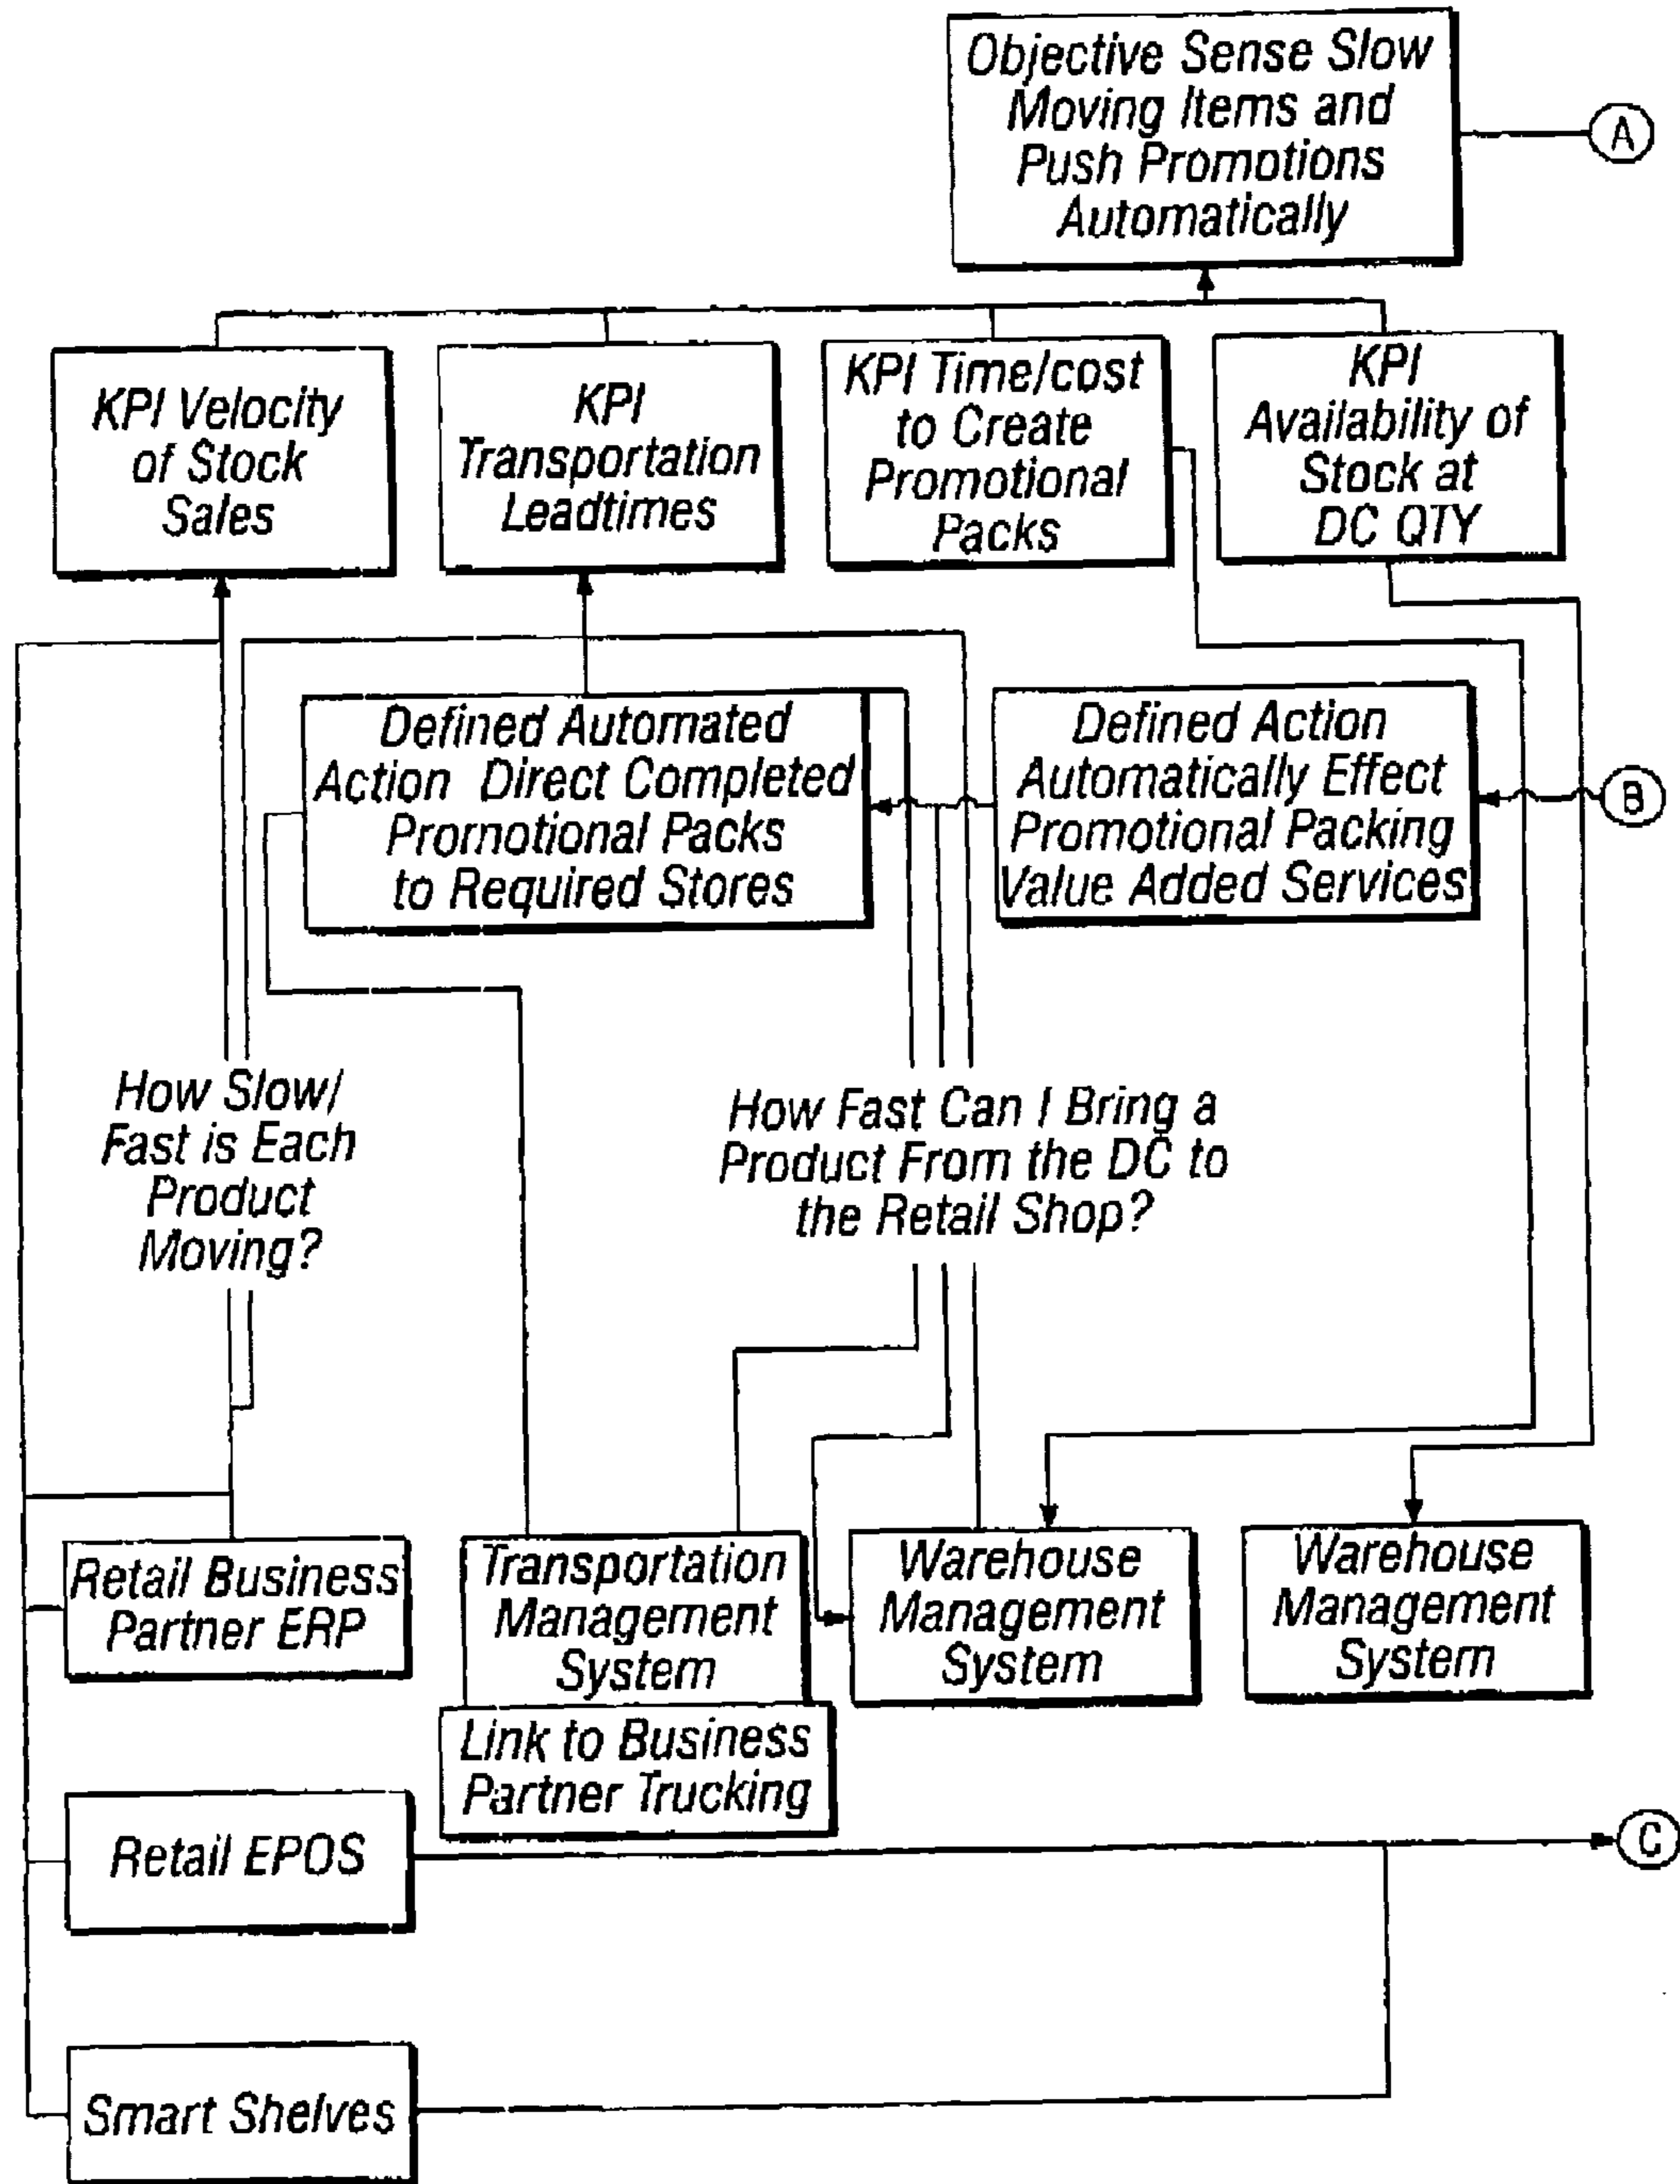 Objective Sense Slow
Moving Items and
Push Promotions
Automatically
A
KPI Velocity
of Stock
Sales
KPI
Transportation
Leadtimes
KPI Time/cost
to Create
Promotional
Packs
KPI
Availability of
Stock at
DC QTY
Defined Automated
Action Direct Completed
Promotional Packs
to Required Stores
Defined Action
Automatically Effect
Promotional Packing
Value Added Services
B
How Slow/
Fast is Each
Product
Moving?
How Fast Can I Bring a
Product From the DC to
the Retail Shop?
Retail Business
Partner ERP
Transportation
Management
System
Link to Business
Partner Trucking
Warehouse
Management
System
Warehouse
Management
System
Retail EPOS
C
Smart Shelves